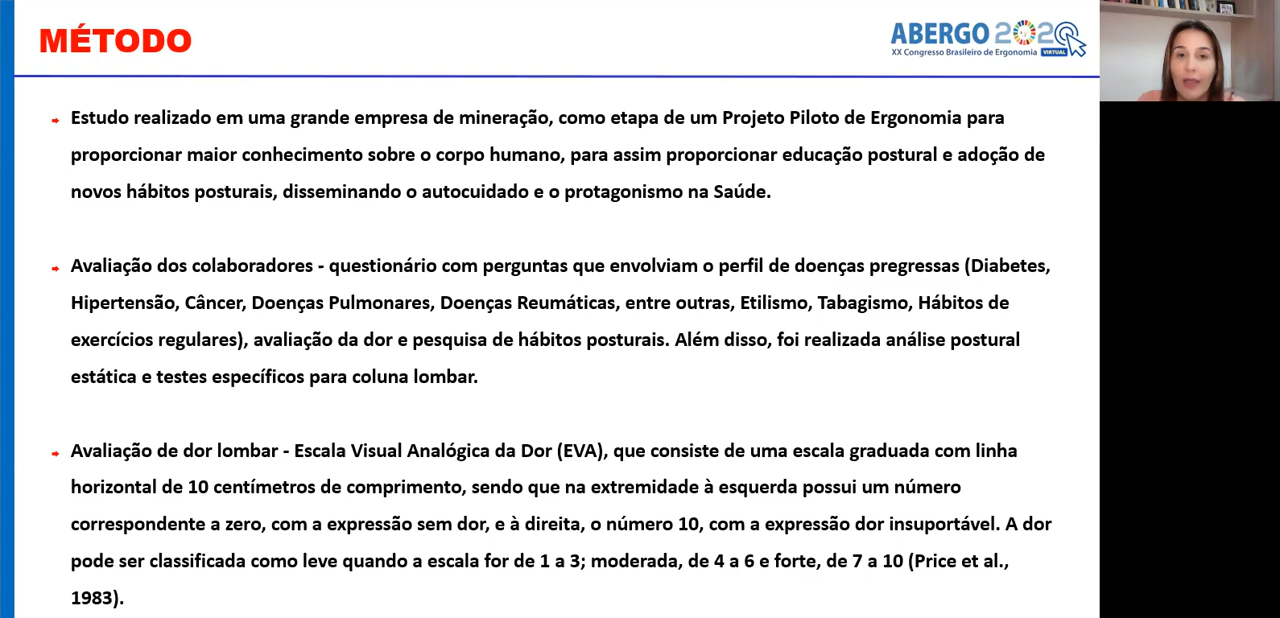 MÉTODO
ABERGO 2020
XX Congresso Brasileiro de Ergonomia VIRTUAL
Estudo realizado em uma grande empresa de mineração, como etapa de um Projeto Piloto de Ergonomia para
proporcionar maior conhecimento sobre o corpo humano, para assim proporcionar educação postural e adoção de
novos hábitos posturais, disseminando o autocuidado e o protagonismo na Saúde.
Avaliação dos colaboradores - questionário com perguntas que envolviam o perfil de doenças pregressas (Diabetes,
Hipertensão, Câncer, Doenças Pulmonares, Doenças Reumáticas, entre outras, Etilismo, Tabagismo, Hábitos de
exercícios regulares), avaliação da dor e pesquisa de hábitos posturais. Além disso, foi realizada análise postural
estática e testes específicos para coluna lombar.
Avaliação de dor lombar - Escala Visual Analógica da Dor (EVA), que consiste de uma escala graduada com linha
horizontal de 10 centímetros de comprimento, sendo que na extremidade à esquerda possui um número
correspondente a zero, com a expressão sem dor, e à direita, o número 10, com a expressão dor insuportável. A dor
pode ser classificada como leve quando a escala for de 1 a 3; moderada, de 4 a 6 e forte, de 7 a 10 (Price et al.,
1983).